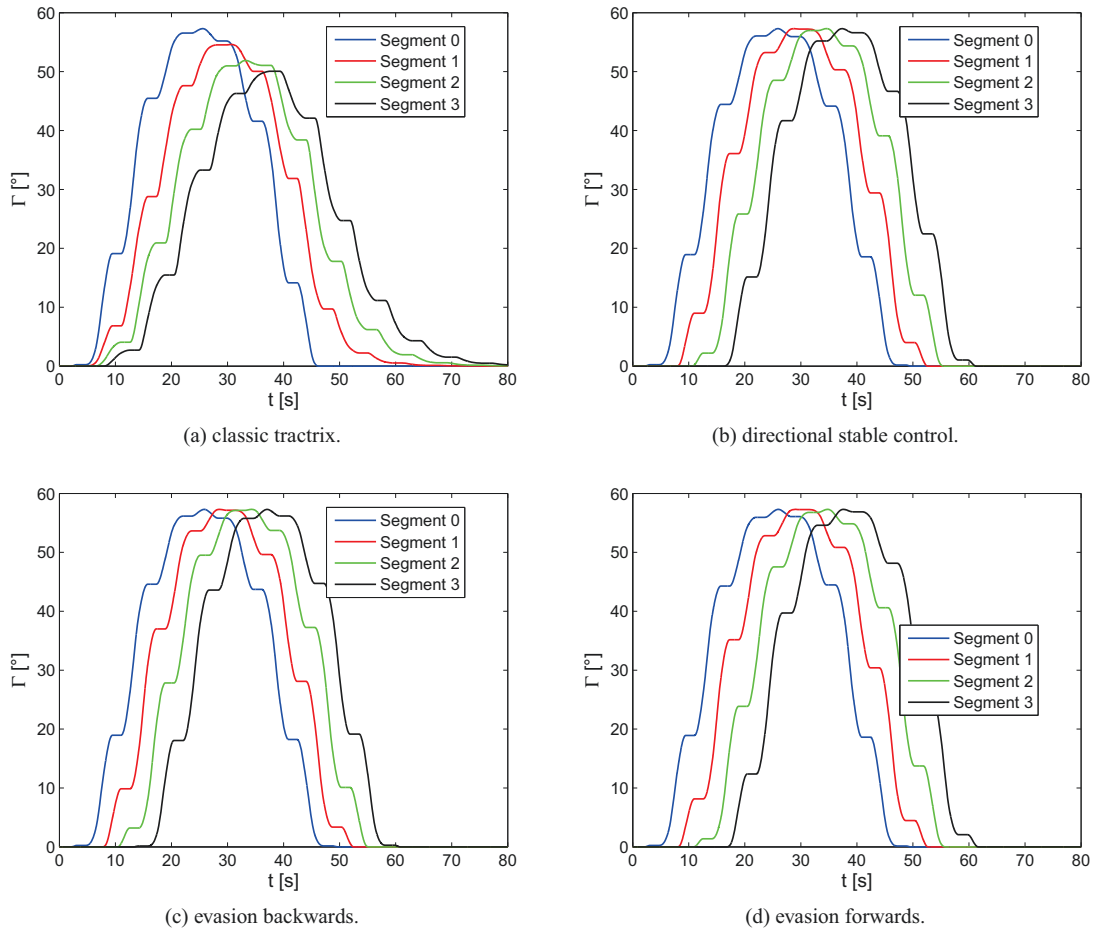 60
50
40
30
20
10
0
Γ [°]
0 10 20 30 40 50 60 70 80
t [s]
Segment 0
Segment 1
Segment 2
Segment 3
(a) classic tractrix.
60
50
40
30
20
10
0
Γ [°]
0 10 20 30 40 50 60 70 80
t [s]
Segment 0
Segment 1
Segment 2
Segment 3
(b) directional stable control.
60
50
40
30
20
10
0
Γ [°]
0 10 20 30 40 50 60 70 80
t [s]
Segment 0
Segment 1
Segment 2
Segment 3
(c) evasion backwards.
60
50
40
30
20
10
0
Γ [°]
0 10 20 30 40 50 60 70 80
t [s]
Segment 0
Segment 1
Segment 2
Segment 3
(d) evasion forwards.